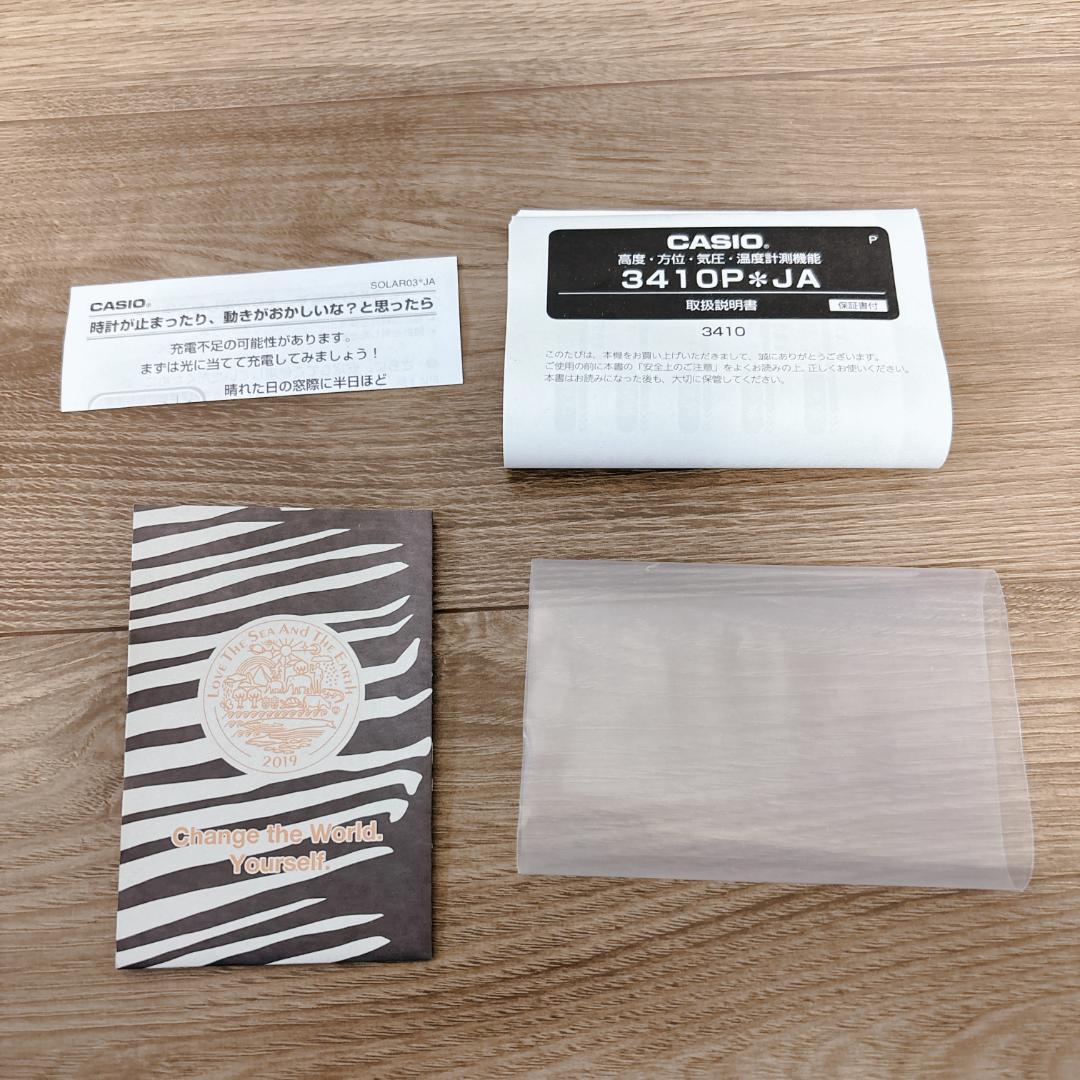 SOLAR03*JA
CASIO®
時計が止まったり、動きがおかしいな？と思ったら
充電不足の可能性があります。
まずは光に当てて充電してみましょう！
晴れた日の窓際に半日ほど
CASIO®
P
高度・方位・気圧・温度計測機能
3410P✻JA
取扱説明書
保証書付
3410
このたびは、本機をお買い上げいただきまして、誠にありがとうございます。
ご使用の前に本書の「安全上のご注意」をよくお読みの上、正しくお使いください。
本書はお読みになった後も、大切に保管してください。
LOVE THE SEA AND THE EARTH
2019
Change the World.
Yourself.